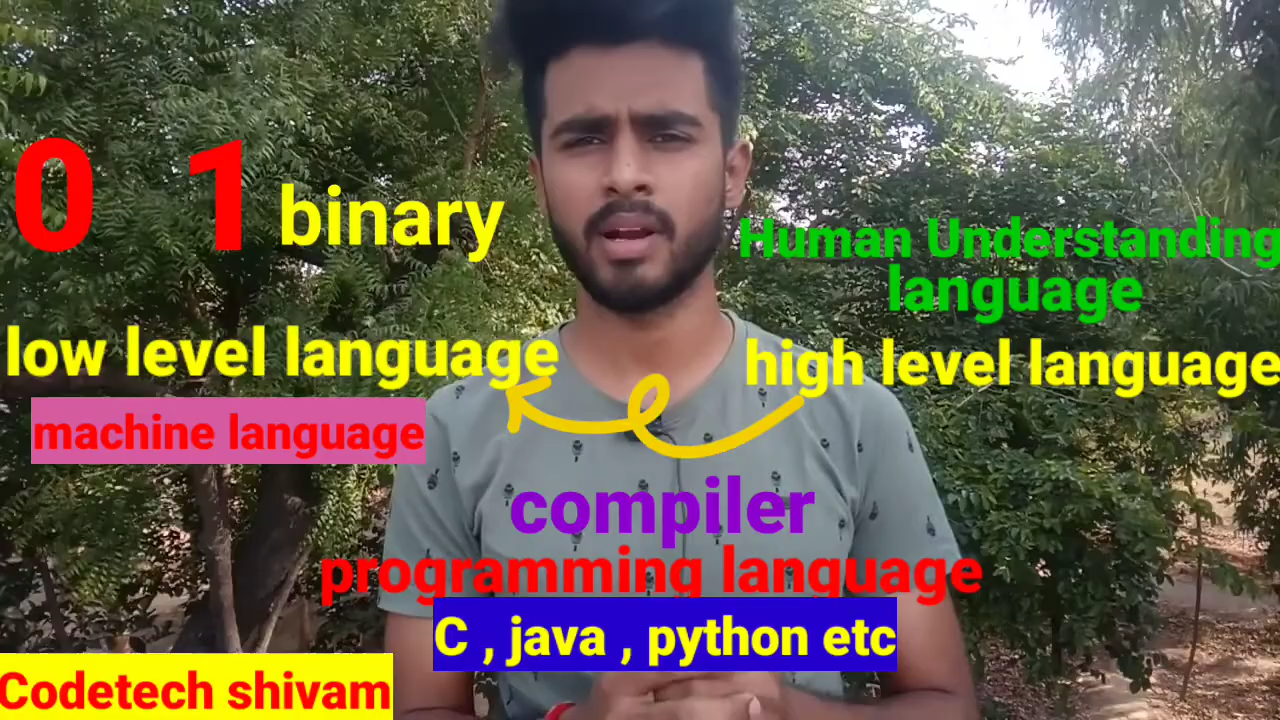 0 1 binary
Human Understanding
language
low level language
high level language
machine language
compiler
programming language
C , java , python etc
Codetech shivam